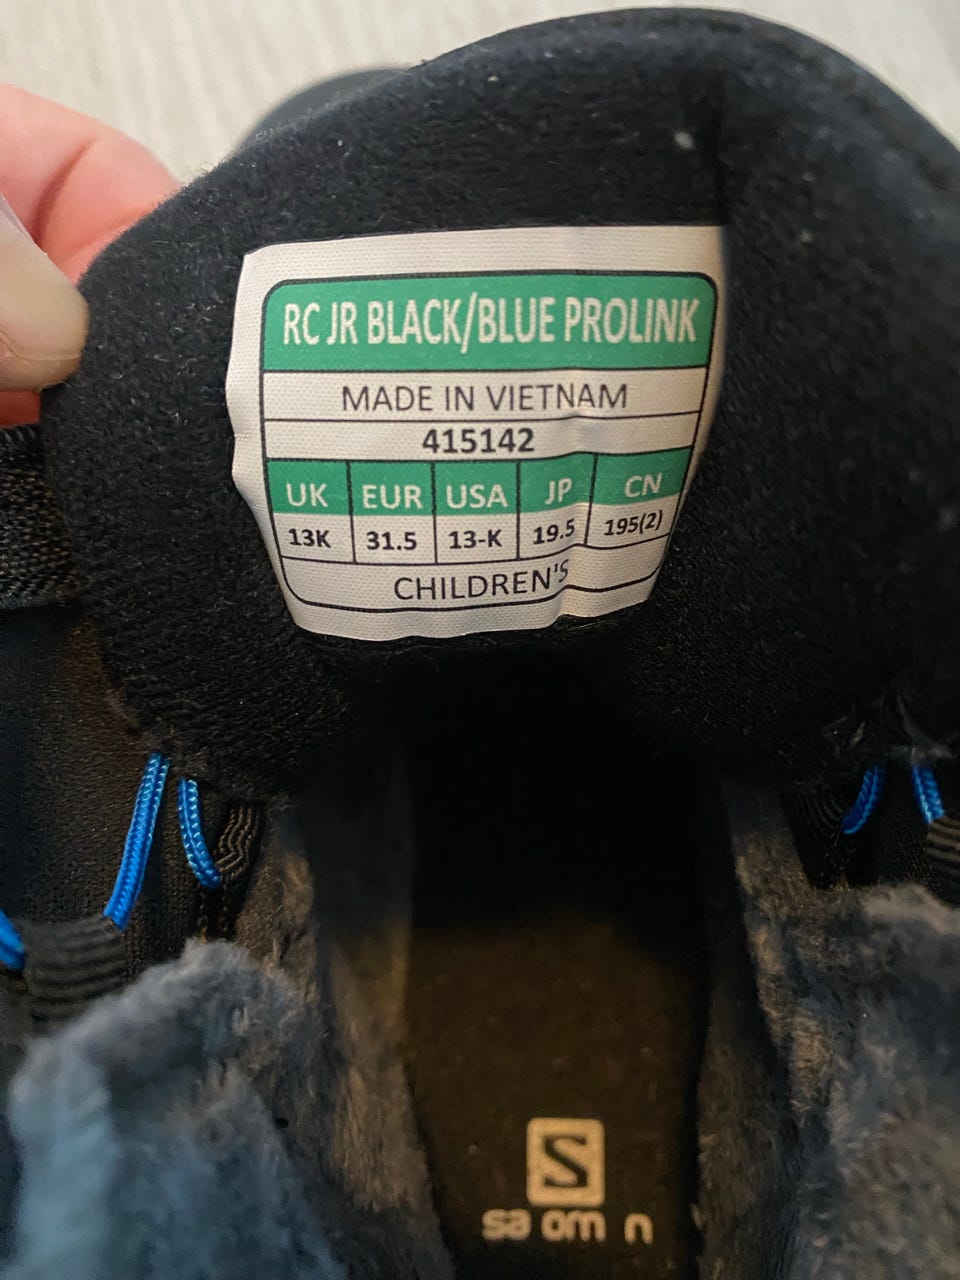 RC JR BLACK/BLUE PROLINK
MADE IN VIETNAM
415142
UK EUR USA JP CN
13K 31.5 13-K 19.5 195(2)
CHILDREN'S
S
sa om n